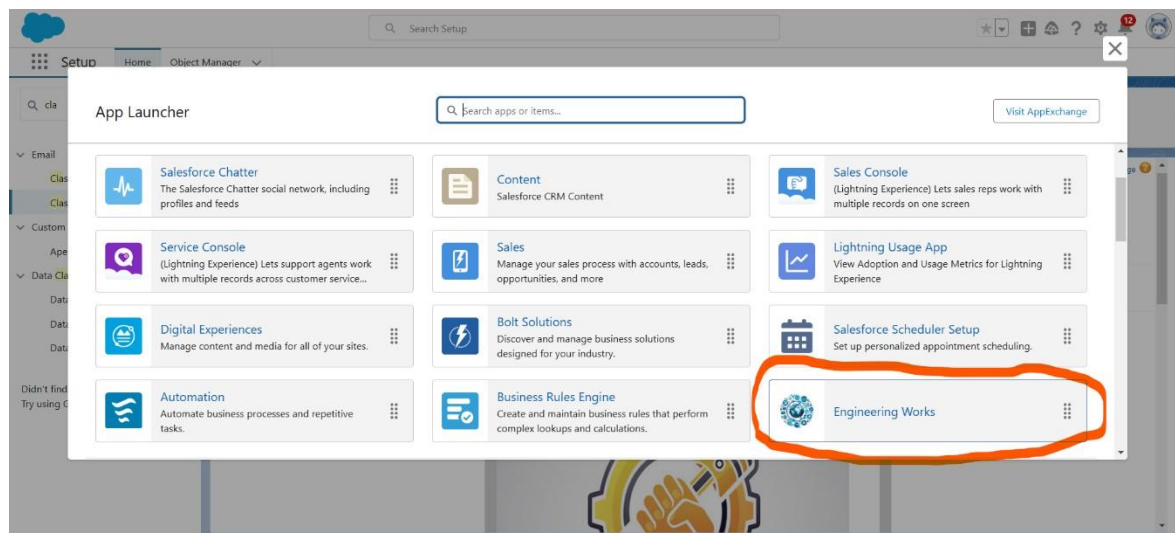 Search Setup
12
Setup
Home
Object Manager
cla
App Launcher
Search apps or items...
Visit AppExchange
Email
Clas
Clas
Custom
Ape
Data Cla
Data
Data
Data
Didn't find
Try using G
Salesforce Chatter
The Salesforce Chatter social network, including
profiles and feeds
Content
Salesforce CRM Content
Sales Console
(Lightning Experience) Lets sales reps work with
multiple records on one screen
Service Console
(Lightning Experience) Lets support agents work
with multiple records across customer service...
Sales
Manage your sales process with accounts, leads,
opportunities, and more
Lightning Usage App
View Adoption and Usage Metrics for Lightning
Experience
Digital Experiences
Manage content and media for all of your sites.
Bolt Solutions
Discover and manage business solutions
designed for your industry.
Salesforce Scheduler Setup
Set up personalized appointment scheduling.
Automation
Automate business processes and repetitive
tasks.
Business Rules Engine
Create and maintain business rules that perform
complex lookups and calculations.
Engineering Works